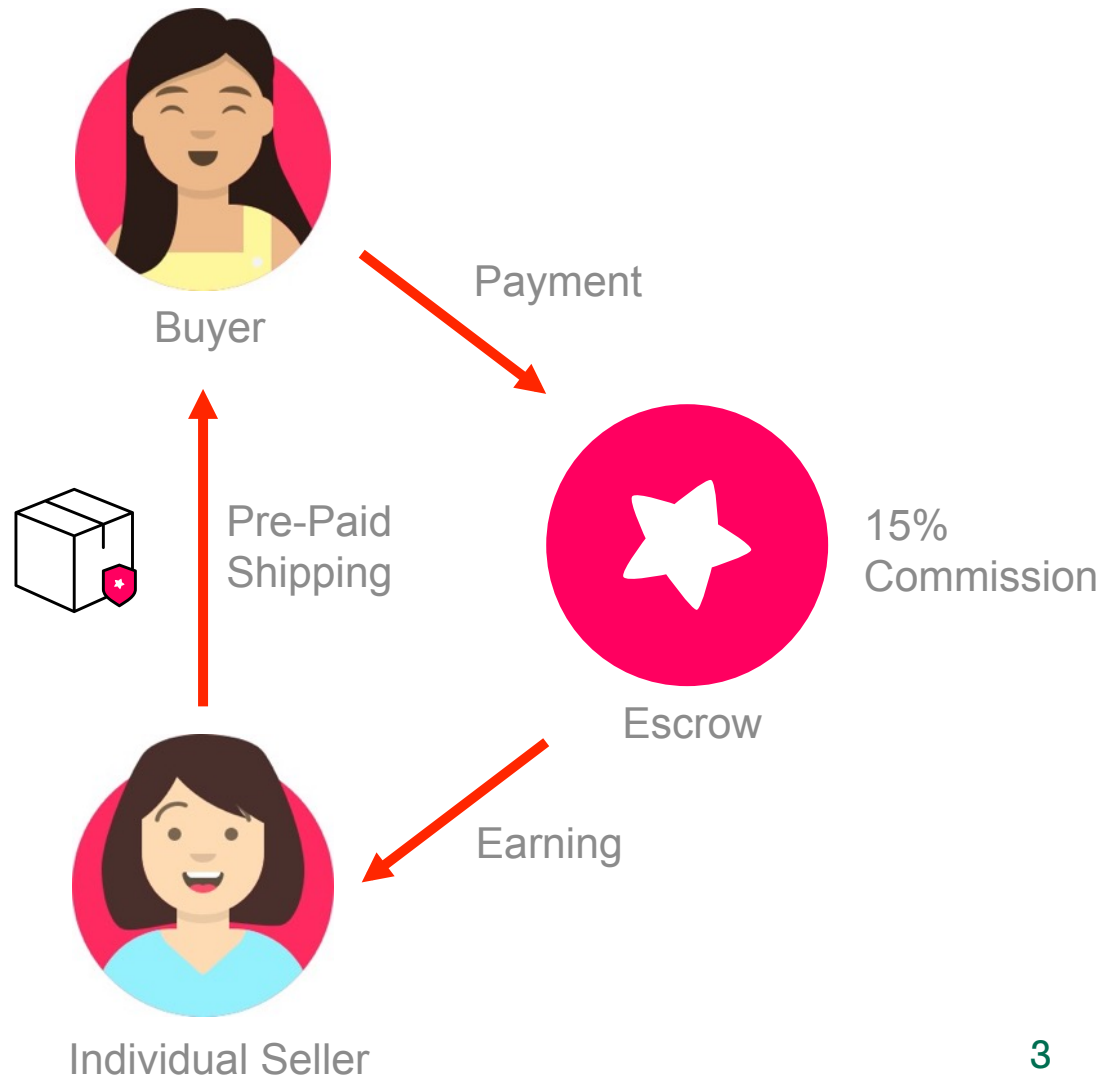 Payment
Buyer
Pre-Paid
Shipping
15%
Commission
Escrow
Earning
Individual Seller
3